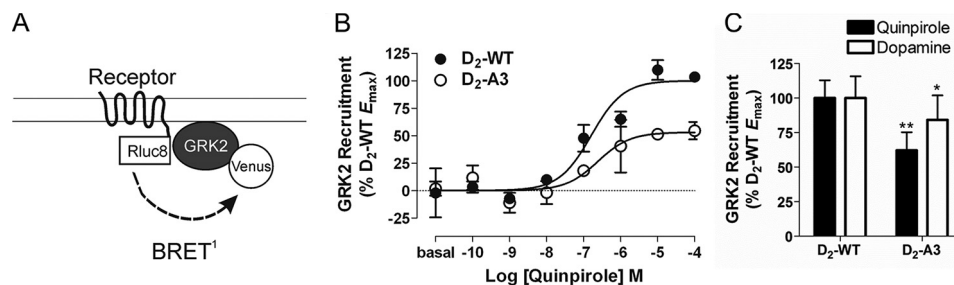 A
Receptor
Rluc8
GRK2
Venus
BRET¹
B
GRK2 Recruitment
(% D₂-WT Emax)
125
100
75
50
25
0
-25
D₂-WT
D₂-A3
basal -10 -9 -8 -7 -6 -5 -4
Log [Quinpirole] M
C
GRK2 Recruitment
(% D₂-WT Emax)
125
100
75
50
25
0
Quinpirole
Dopamine
**
*
D₂-WT D₂-A3